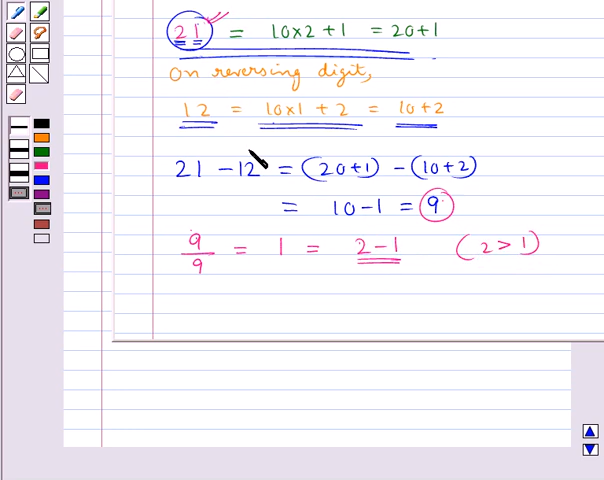 21 = 10×2+1 = 20+1
On reversing digit,
12 = 10×1+2 = 10+2
21 -12 = (20+1) -(10+2)
= 10-1 = 9
9/9 = 1 = 2-1 (2>1)